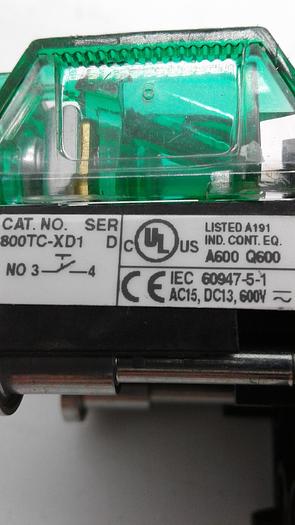 CAT. NO. SER
800TC-XD1 D
NO 3 4
C UL US
LISTED A191
IND. CONT. EQ.
A600 Q600
CE
IEC 60947-5-1
AC15, DC13, 600V